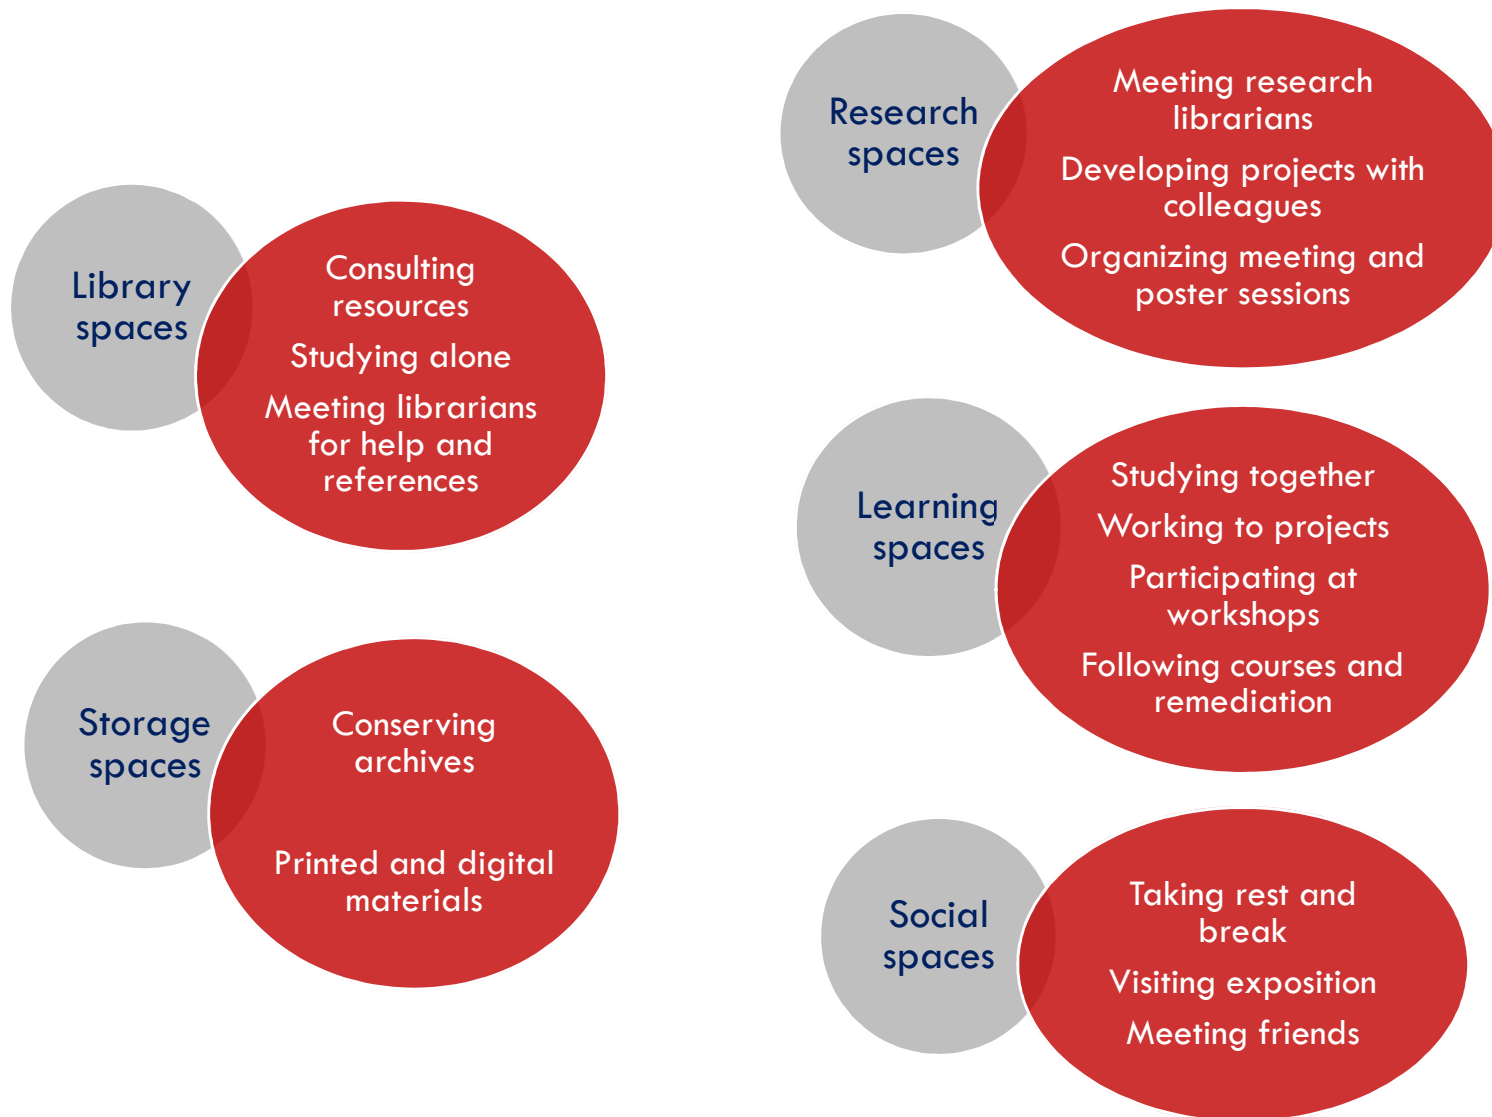 Library
spaces
Consulting
resources
Studying alone
Meeting librarians
for help and
references
Storage
spaces
Conserving
archives
Printed and digital
materials
Research
spaces
Meeting research
librarians
Developing projects with
colleagues
Organizing meeting and
poster sessions
Learning
spaces
Studying together
Working to projects
Participating at
workshops
Following courses and
remediation
Social
spaces
Taking rest and
break
Visiting exposition
Meeting friends